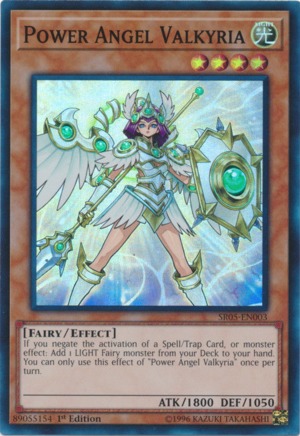 POWER ANGEL VALKYRIA
光
SR05-EN003
[FAIRY/EFFECT]
If you negate the activation of a Spell/Trap Card, or monster
effect: Add 1 LIGHT Fairy monster from your Deck to your hand.
You can only use this effect of "Power Angel Valkyria" once per
turn.
ATK/1800 DEF/1050
89055154 1st Edition ©1996 KAZUKI TAKAHASHI